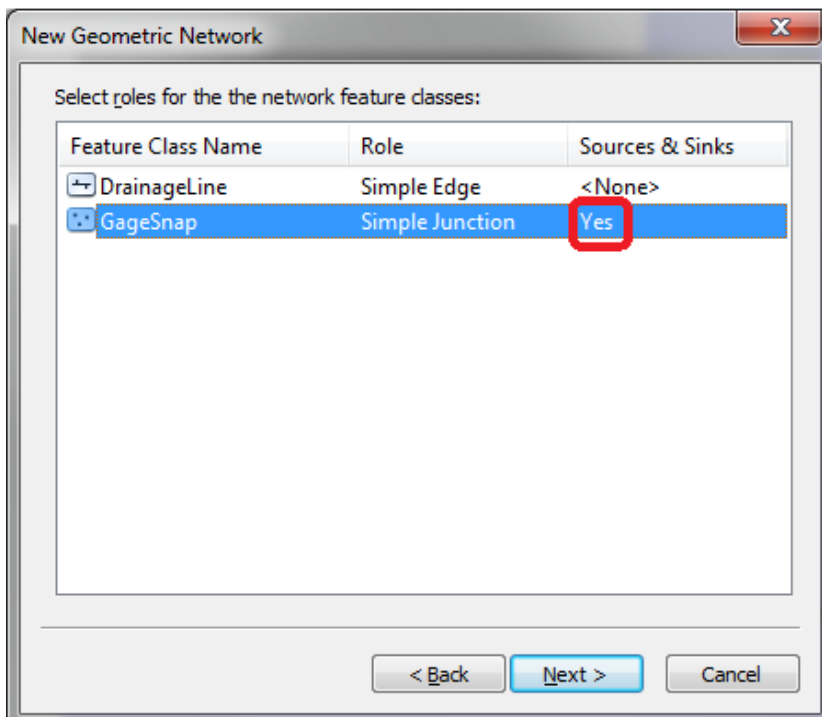 New Geometric Network
Select roles for the the network feature classes:
Feature Class Name Role Sources & Sinks
DrainageLine Simple Edge <None>
GageSnap Simple Junction Yes
< Back Next > Cancel